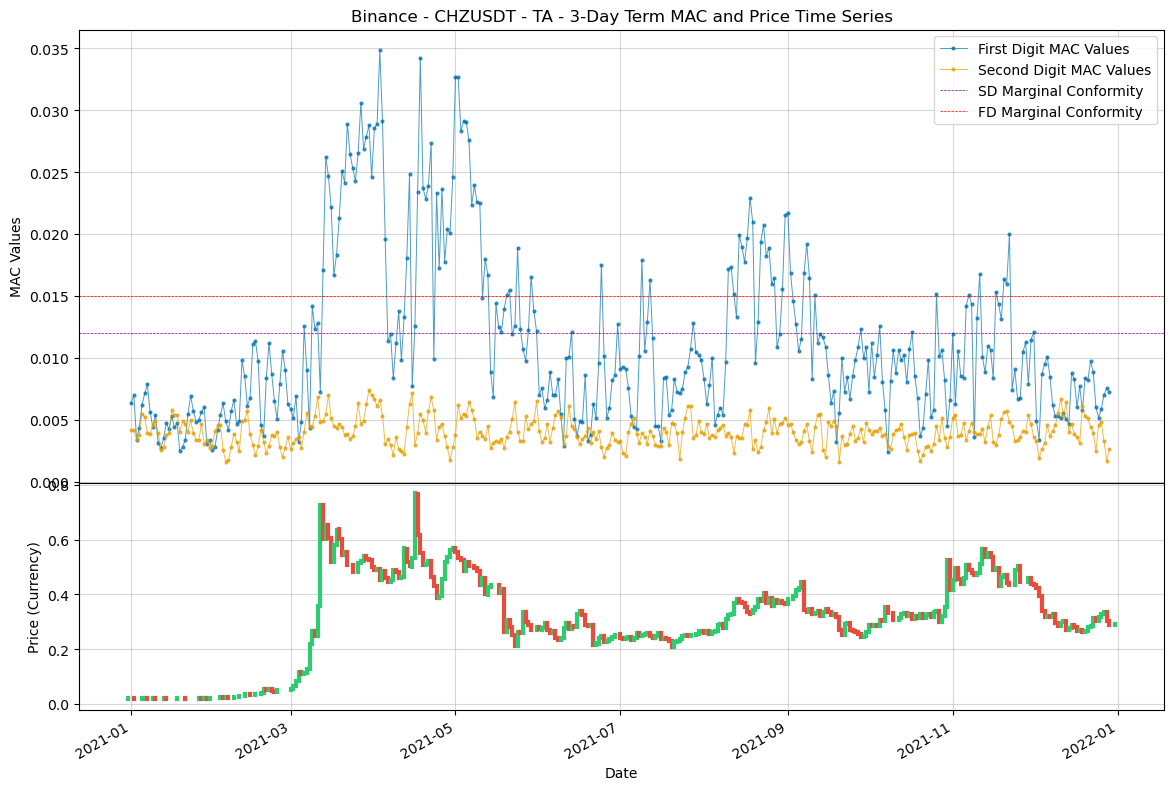 Binance - CHZUSDT - TA - 3-Day Term MAC and Price Time Series
First Digit MAC Values
Second Digit MAC Values
SD Marginal Conformity
FD Marginal Conformity
MAC Values
0.035
0.030
0.025
0.020
0.015
0.010
0.005
0.000
Price (Currency)
0.8
0.6
0.4
0.2
0.0
2021-01
2021-03
2021-05
2021-07
2021-09
2021-11
2022-01
Date